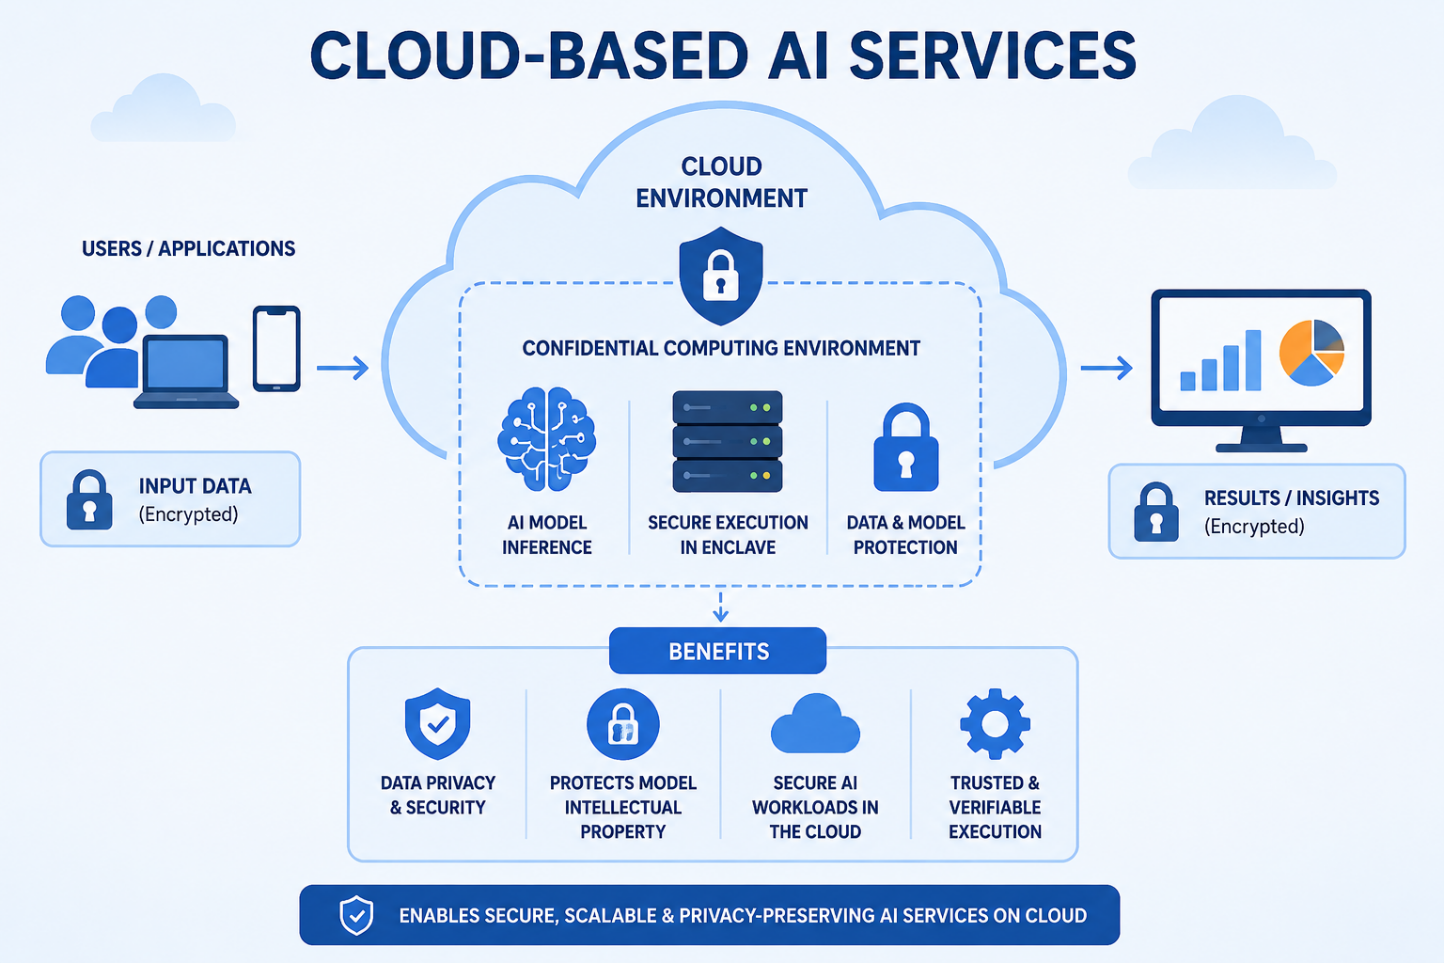 CLOUD-BASED AI SERVICES
CLOUD
ENVIRONMENT
USERS / APPLICATIONS
INPUT DATA
(Encrypted)
CONFIDENTIAL COMPUTING ENVIRONMENT
AI MODEL
INFERENCE
SECURE EXECUTION
IN ENCLAVE
DATA & MODEL
PROTECTION
RESULTS / INSIGHTS
(Encrypted)
BENEFITS
DATA PRIVACY
& SECURITY
PROTECTS MODEL
INTELLECTUAL
PROPERTY
SECURE AI
WORKLOADS IN
THE CLOUD
TRUSTED &
VERIFIABLE
EXECUTION
ENABLES SECURE, SCALABLE & PRIVACY-PRESERVING AI SERVICES ON CLOUD